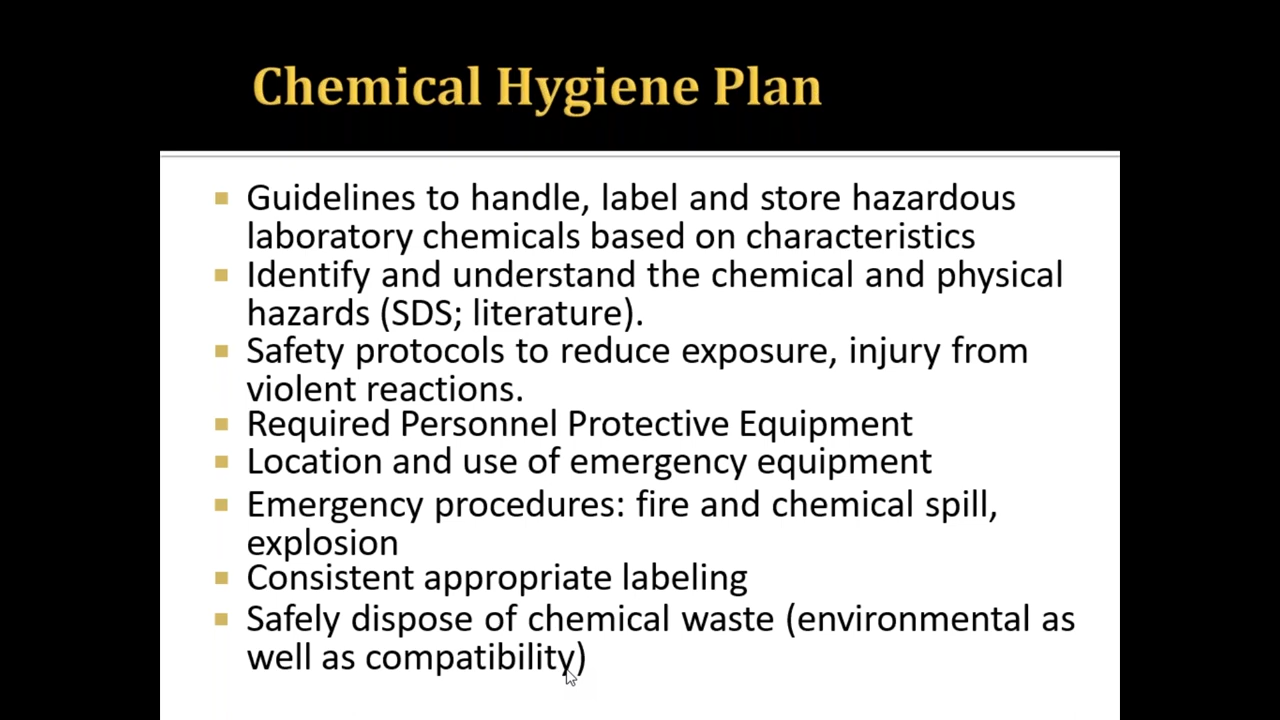 Chemical Hygiene Plan
Guidelines to handle, label and store hazardous
laboratory chemicals based on characteristics
Identify and understand the chemical and physical
hazards (SDS; literature).
Safety protocols to reduce exposure, injury from
violent reactions.
Required Personnel Protective Equipment
Location and use of emergency equipment
Emergency procedures: fire and chemical spill,
explosion
Consistent appropriate labeling
Safely dispose of chemical waste (environmental as
well as compatibility)